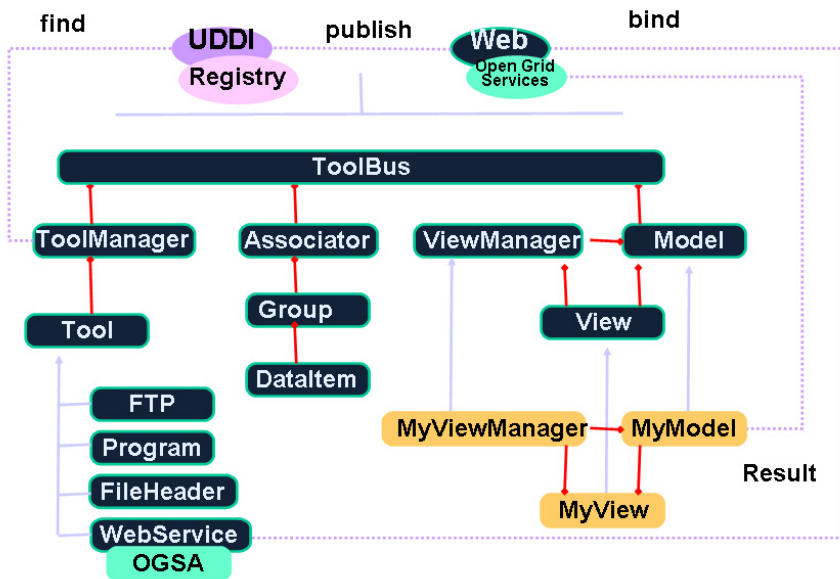 find
publish
bind
UDDI
Registry
Web
Open Grid
Services
ToolBus
ToolManager
Associator
ViewManager
Model
Tool
Group
View
DataItem
FTP
MyViewManager
MyModel
Program
Result
FileHeader
MyView
WebService
OGSA